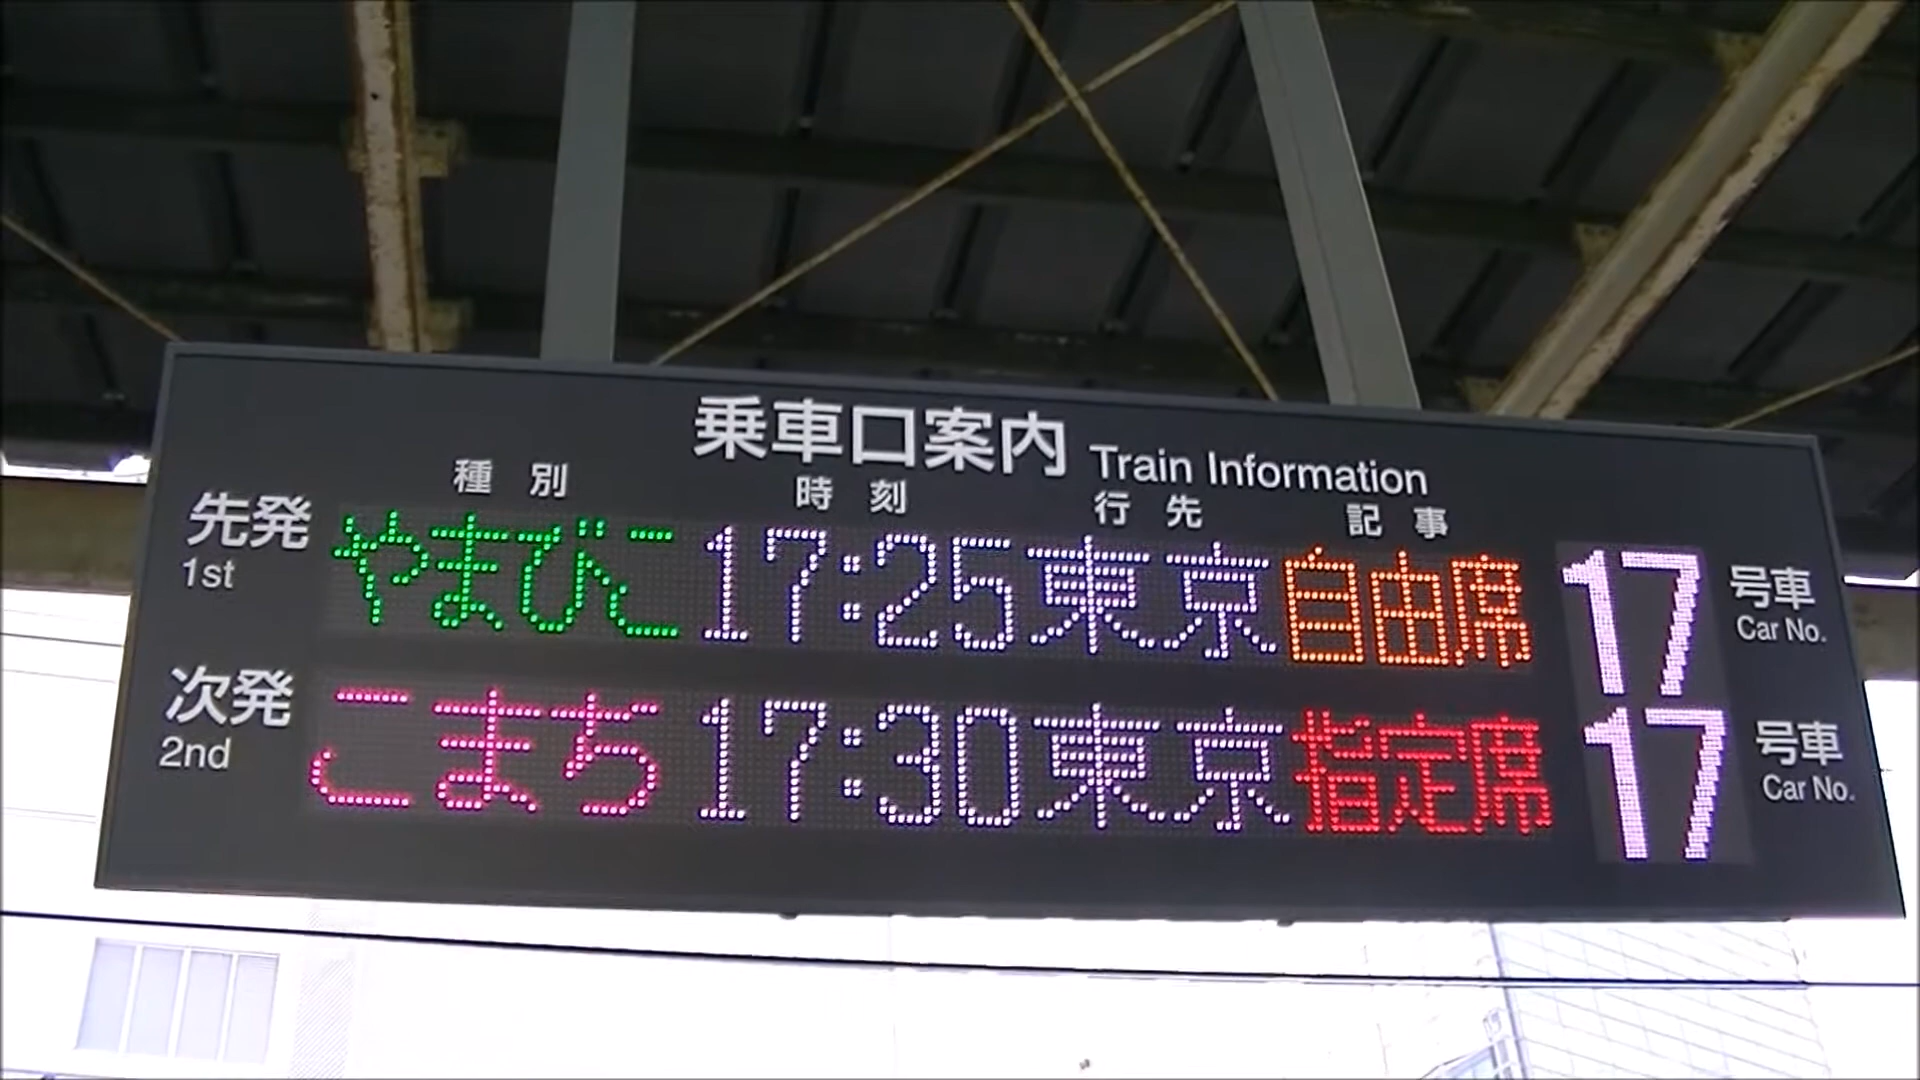 乗車口案内 Train Information
種別 時刻 行先 記事
先発 やまびこ 17:25 東京 自由席 17 号車
1st Car No.
次発 こまち 17:30 東京 指定席 17 号車
2nd Car No.